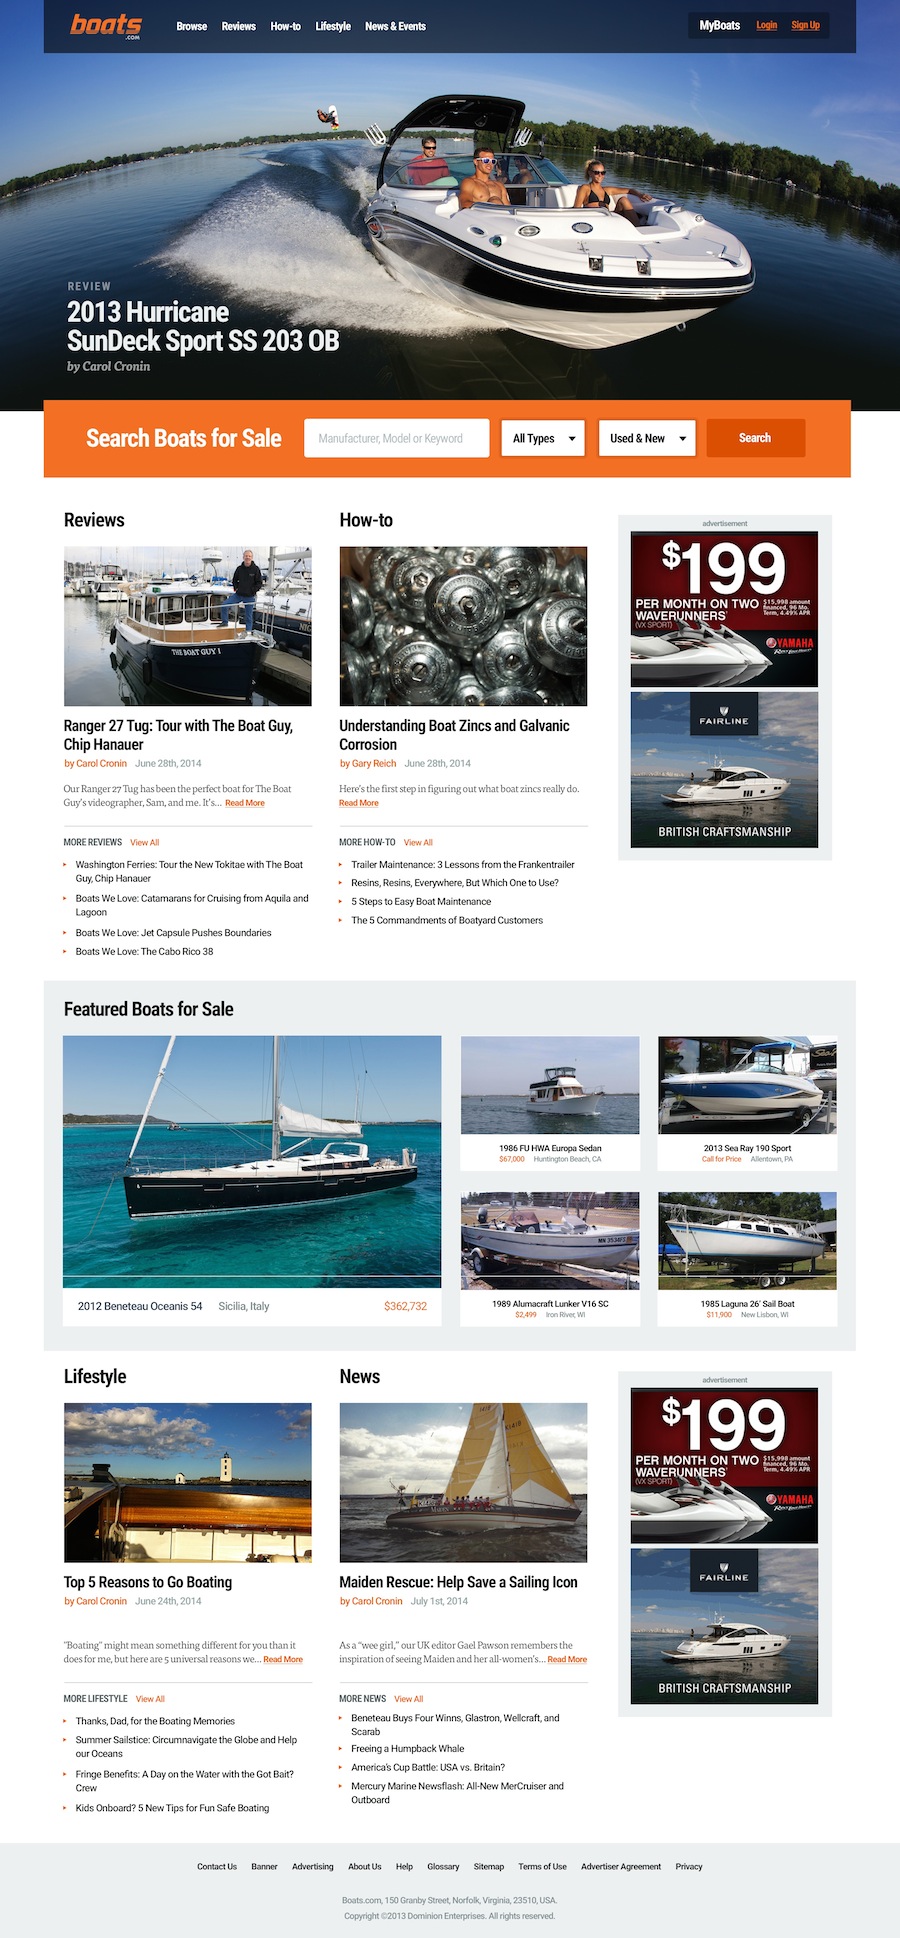 boats
.COM
Browse Reviews How-to Lifestyle News & Events
MyBoats Login Sign Up
REVIEW
2013 Hurricane
SunDeck Sport SS 203 OB
by Carol Cronin
Search Boats for Sale
Manufacturer, Model or Keyword
All Types
Used & New
Search
Reviews
THE BOAT GUY I
Ranger 27 Tug: Tour with The Boat Guy,
Chip Hanauer
by Carol Cronin June 28th, 2014
Our Ranger 27 Tug has been the perfect boat for The Boat
Guy's videographer, Sam, and me. It's... Read More
MORE REVIEWS View All
Washington Ferries: Tour the New Tokitae with The Boat
Guy, Chip Hanauer
Boats We Love: Catamarans for Cruising from Aquila and
Lagoon
Boats We Love: Jet Capsule Pushes Boundaries
Boats We Love: The Cabo Rico 38
How-to
Understanding Boat Zincs and Galvanic
Corrosion
by Gary Reich June 28th, 2014
Here's the first step in figuring out what boat zincs really do.
Read More
MORE HOW-TO View All
Trailer Maintenance: 3 Lessons from the Frankentrailer
Resins, Resins, Everywhere, But Which One to Use?
5 Steps to Easy Boat Maintenance
The 5 Commandments of Boatyard Customers
advertisement
$199
PER MONTH ON TWO
WAVERUNNERS
(VX SPORT)
$15,998 amount
financed, 96 Mo.
Term, 4.49% APR
YAMAHA
FAIRLINE
BRITISH CRAFTSMANSHIP
Featured Boats for Sale
2012 Beneteau Oceanis 54 Sicilia, Italy $362,732
1986 FU HWA Europa Sedan
$67,000 Huntington Beach, CA
2013 Sea Ray 190 Sport
Call for Price Allentown, PA
MN 3534FS
1989 Alumacraft Lunker V16 SC
$2,499 Iron River, WI
1985 Laguna 26' Sail Boat
$11,900 New Lisbon, WI
Lifestyle
Top 5 Reasons to Go Boating
by Carol Cronin June 24th, 2014
"Boating" might mean something different for you than it
does for me, but here are 5 universal reasons we... Read More
MORE LIFESTYLE View All
Thanks, Dad, for the Boating Memories
Summer Sailstice: Circumnavigate the Globe and Help
our Oceans
Fringe Benefits: A Day on the Water with the Got Bait?
Crew
Kids Onboard? 5 New Tips for Fun Safe Boating
News
Maiden Rescue: Help Save a Sailing Icon
by Carol Cronin July 1st, 2014
As a "wee girl," our UK editor Gael Pawson remembers the
inspiration of seeing Maiden and her all-women's... Read More
MORE NEWS View All
Beneteau Buys Four Winns, Glastron, Wellcraft, and
Scarab
Freeing a Humpback Whale
America's Cup Battle: USA vs. Britain?
Mercury Marine Newsflash: All-New MerCruiser and
Outboard
advertisement
$199
PER MONTH ON TWO
WAVERUNNERS
(VX SPORT)
$15,998 amount
financed, 96 Mo.
Term, 4.49% APR
YAMAHA
FAIRLINE
BRITISH CRAFTSMANSHIP
Contact Us Banner Advertising About Us Help Glossary Sitemap Terms of Use Advertiser Agreement Privacy
Boats.com, 150 Granby Street, Norfolk, Virginia, 23510, USA.
Copyright ©2013 Dominion Enterprises. All rights reserved.